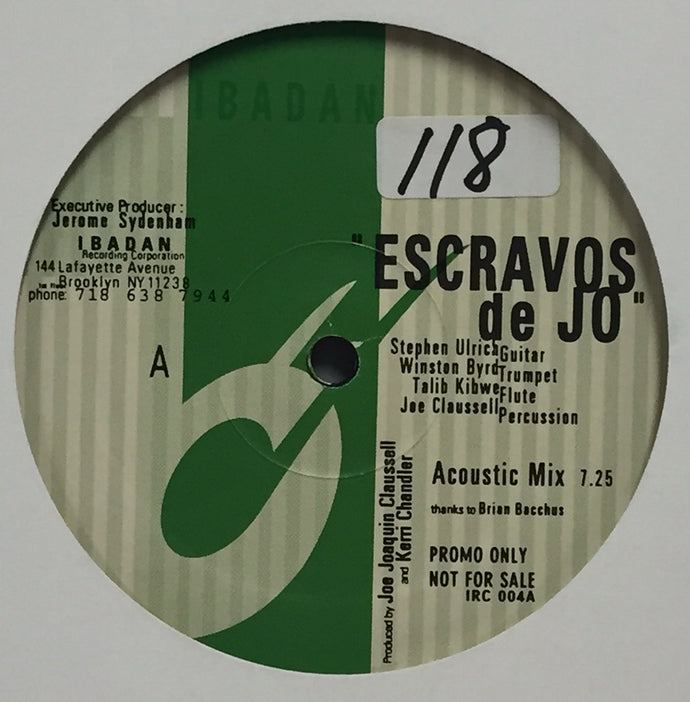 IBADAN
118
Executive Producer:
Jerome Sydenham
IBADAN
Recording Corporation
144 Lafayette Avenue
Brooklyn NY 11238
phone: 718 638 7944
A
"ESCRAVOS
de JO"
Stephen Ulrich Guitar
Winston Byrd Trumpet
Talib Kibwe Flute
Joe Claussell Percussion
Acoustic Mix 7.25
thanks to Brian Bacchus
PROMO ONLY
NOT FOR SALE
IRC 004A
Produced by Joe Joaquin Claussell
and Kerri Chandler